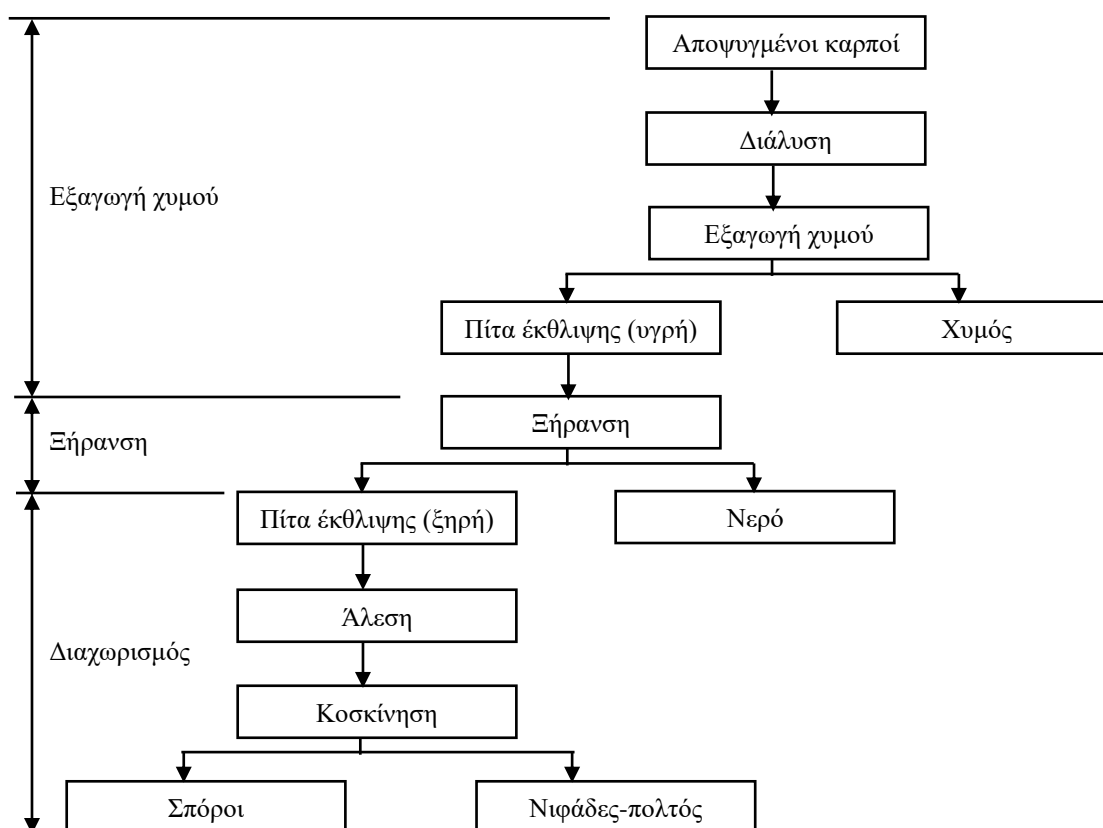 Αποψυγμένοι καρποί
Διάλυση
Εξαγωγή χυμού
Εξαγωγή χυμού
Πίτα έκθλιψης (υγρή)
Χυμός
Ξήρανση
Ξήρανση
Πίτα έκθλιψης (ξηρή)
Νερό
Άλεση
Διαχωρισμός
Κοσκίνηση
Σπόροι
Νιφάδες-πολτός